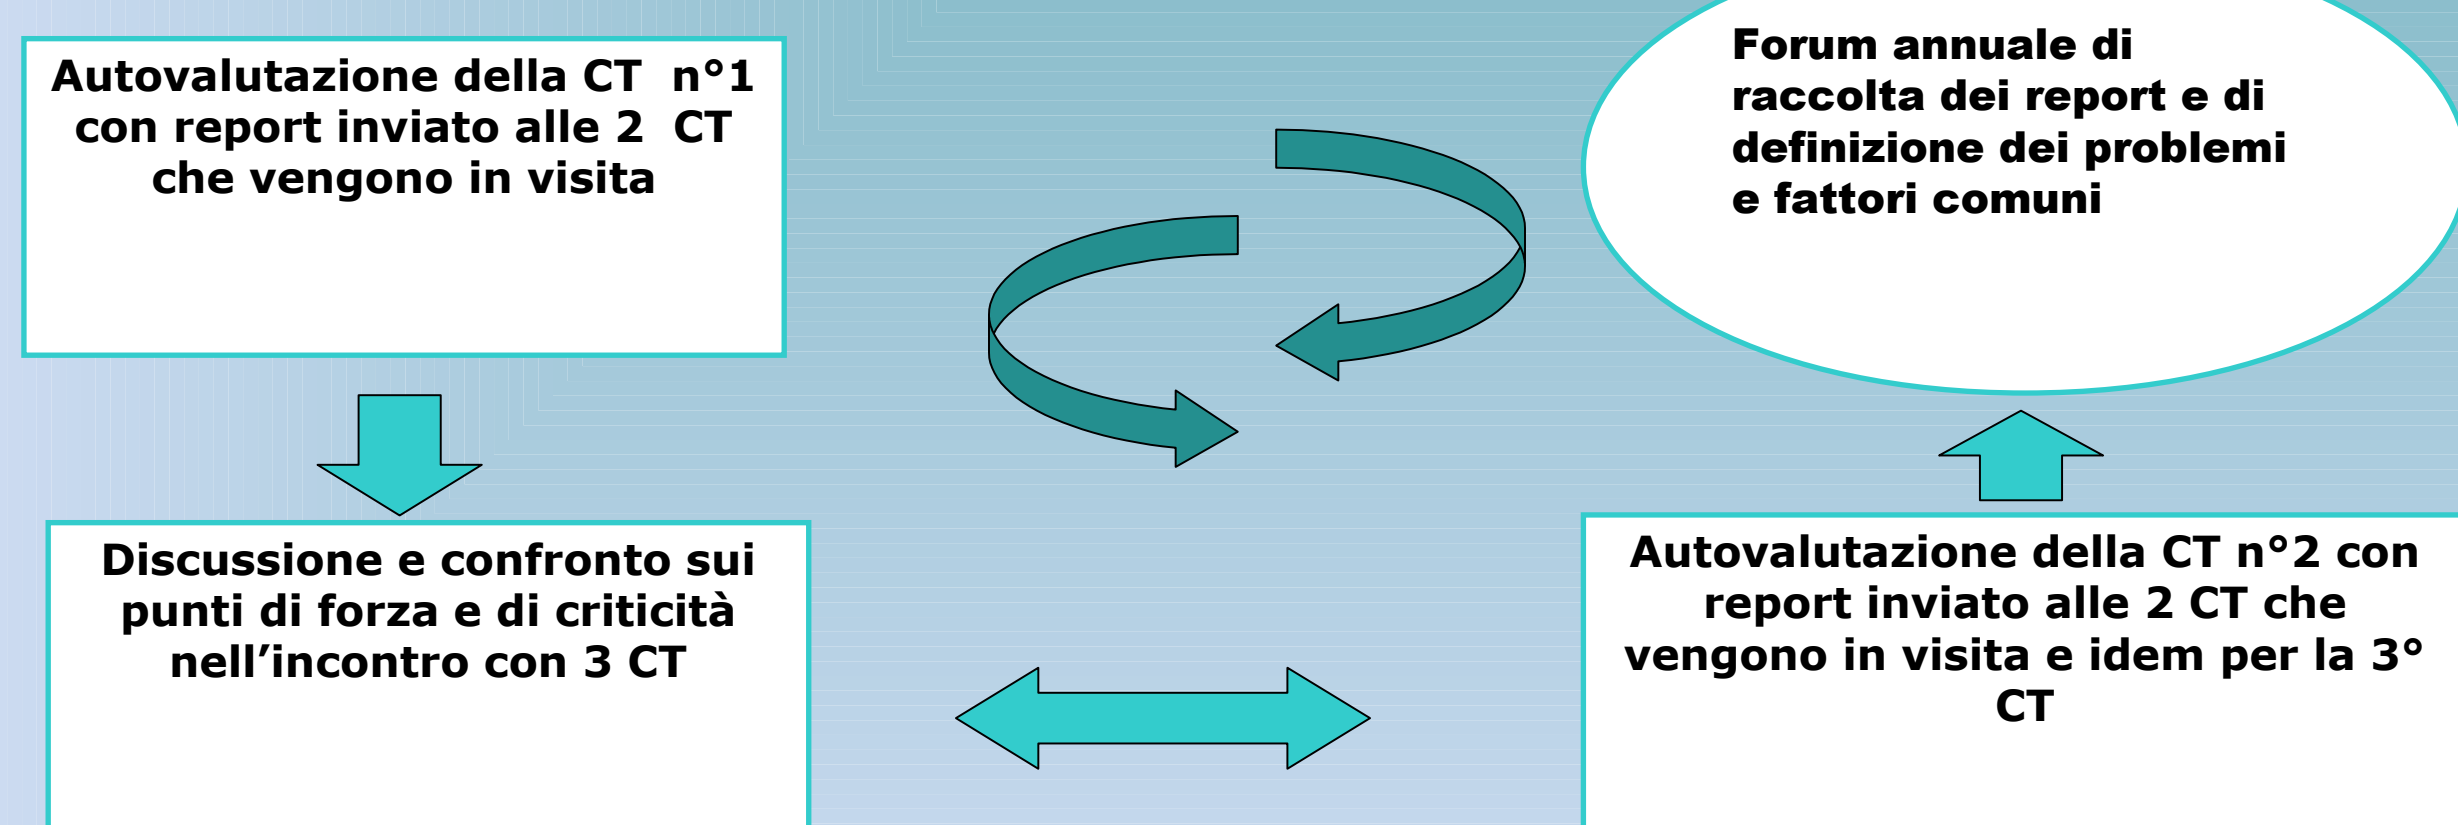 Autovalutazione della CT n°1
con report inviato alle 2 CT
che vengono in visita
Forum annuale di
raccolta dei report e di
definizione dei problemi
e fattori comuni
Discussione e confronto sui
punti di forza e di criticità
nell’incontro con 3 CT
Autovalutazione della CT n°2 con
report inviato alle 2 CT che
vengono in visita e idem per la 3°
CT